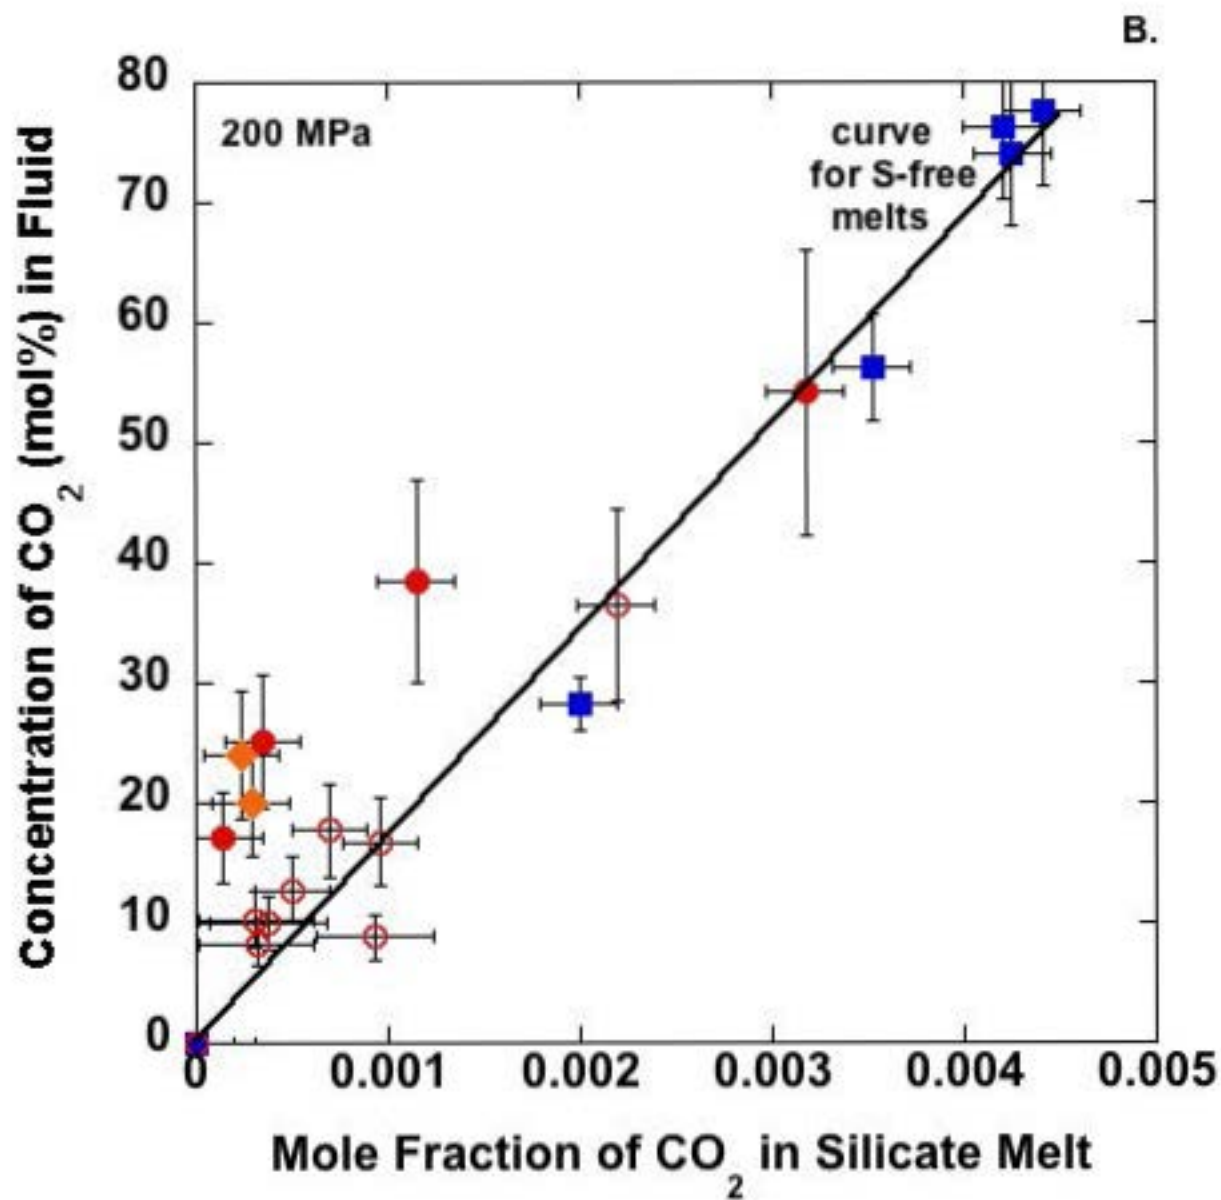 B.
80
70
60
50
40
30
20
10
0
200 MPa
curve
for S-free
melts
Concentration of CO2 (mol%) in Fluid
0 0.001 0.002 0.003 0.004 0.005
Mole Fraction of CO2 in Silicate Melt